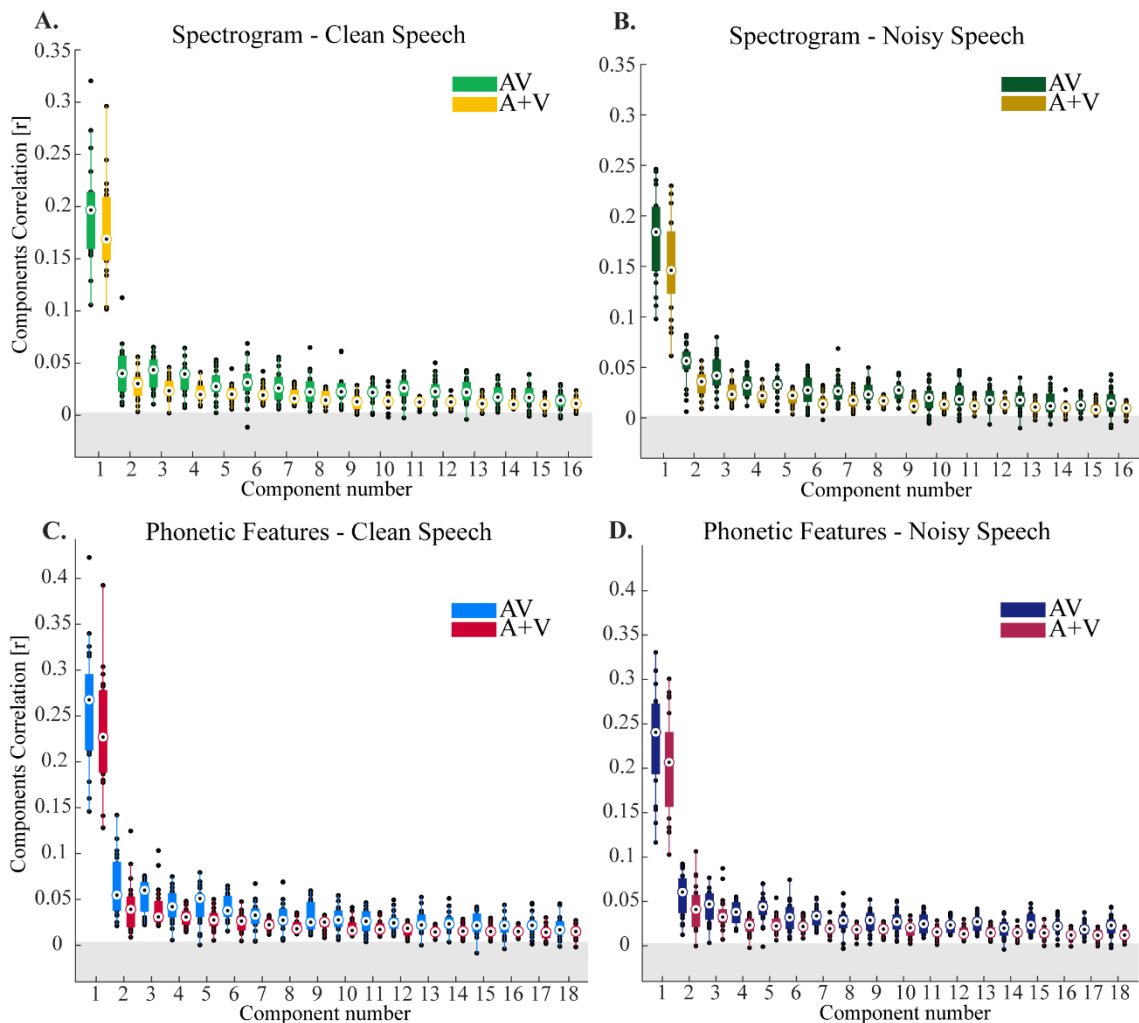 A.
Spectrogram - Clean Speech
0.35
0.3
0.25
0.2
0.15
0.1
0.05
0
Components Correlation [r]
AV
A+V
1 2 3 4 5 6 7 8 9 10 11 12 13 14 15 16
Component number
B.
Spectrogram - Noisy Speech
0.35
0.3
0.25
0.2
0.15
0.1
0.05
0
AV
A+V
1 2 3 4 5 6 7 8 9 10 11 12 13 14 15 16
Component number
C.
Phonetic Features - Clean Speech
0.4
0.35
0.3
0.25
0.2
0.15
0.1
0.05
0
Components Correlation [r]
AV
A+V
1 2 3 4 5 6 7 8 9 10 11 12 13 14 15 16 17 18
Component number
D.
Phonetic Features - Noisy Speech
0.4
0.35
0.3
0.25
0.2
0.15
0.1
0.05
0
AV
A+V
1 2 3 4 5 6 7 8 9 10 11 12 13 14 15 16 17 18
Component number